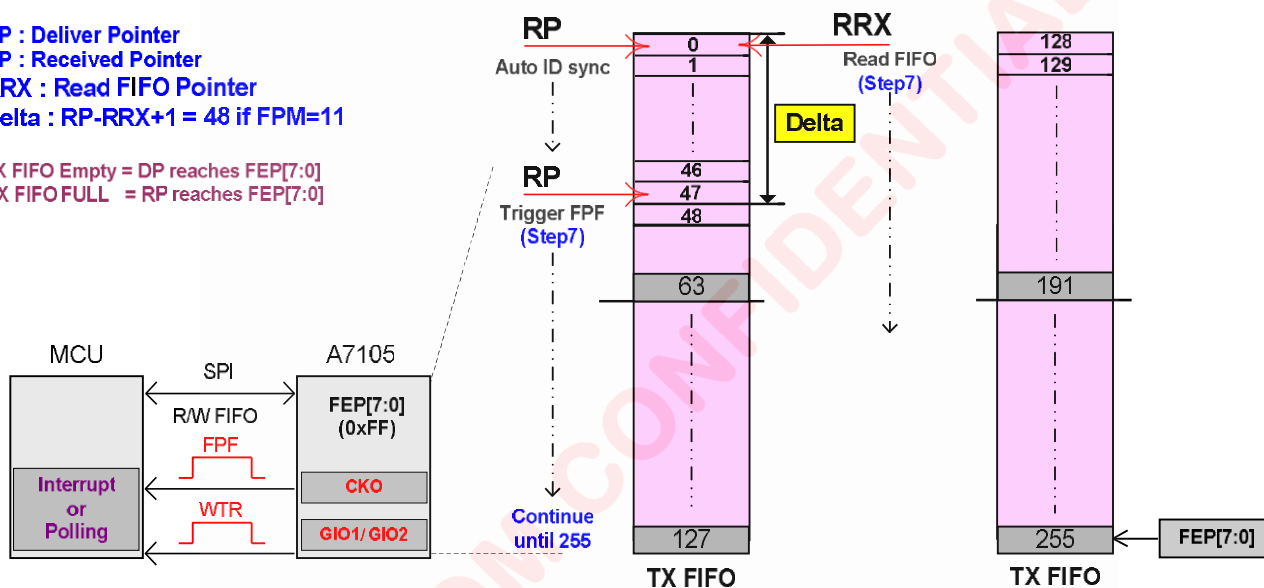 P : Deliver Pointer
P : Received Pointer
RX : Read FIFO Pointer
elta : RP-RRX+1 = 48 if FPM=11
X FIFO Empty = DP reaches FEP[7:0]
X FIFO FULL = RP reaches FEP[7:0]
RP
Auto ID sync
RP
Trigger FPF
(Step7)
Continue
until 255
0
1
46
47
48
63
127
TX FIFO
Delta
RRX
Read FIFO
(Step7)
128
129
191
255
TX FIFO
FEP[7:0]
MCU
Interrupt
or
Polling
SPI
R/W FIFO
FPF
WTR
A7105
FEP[7:0]
(0xFF)
CKO
GIO1/ GIO2
OM CONFIDENTIAL